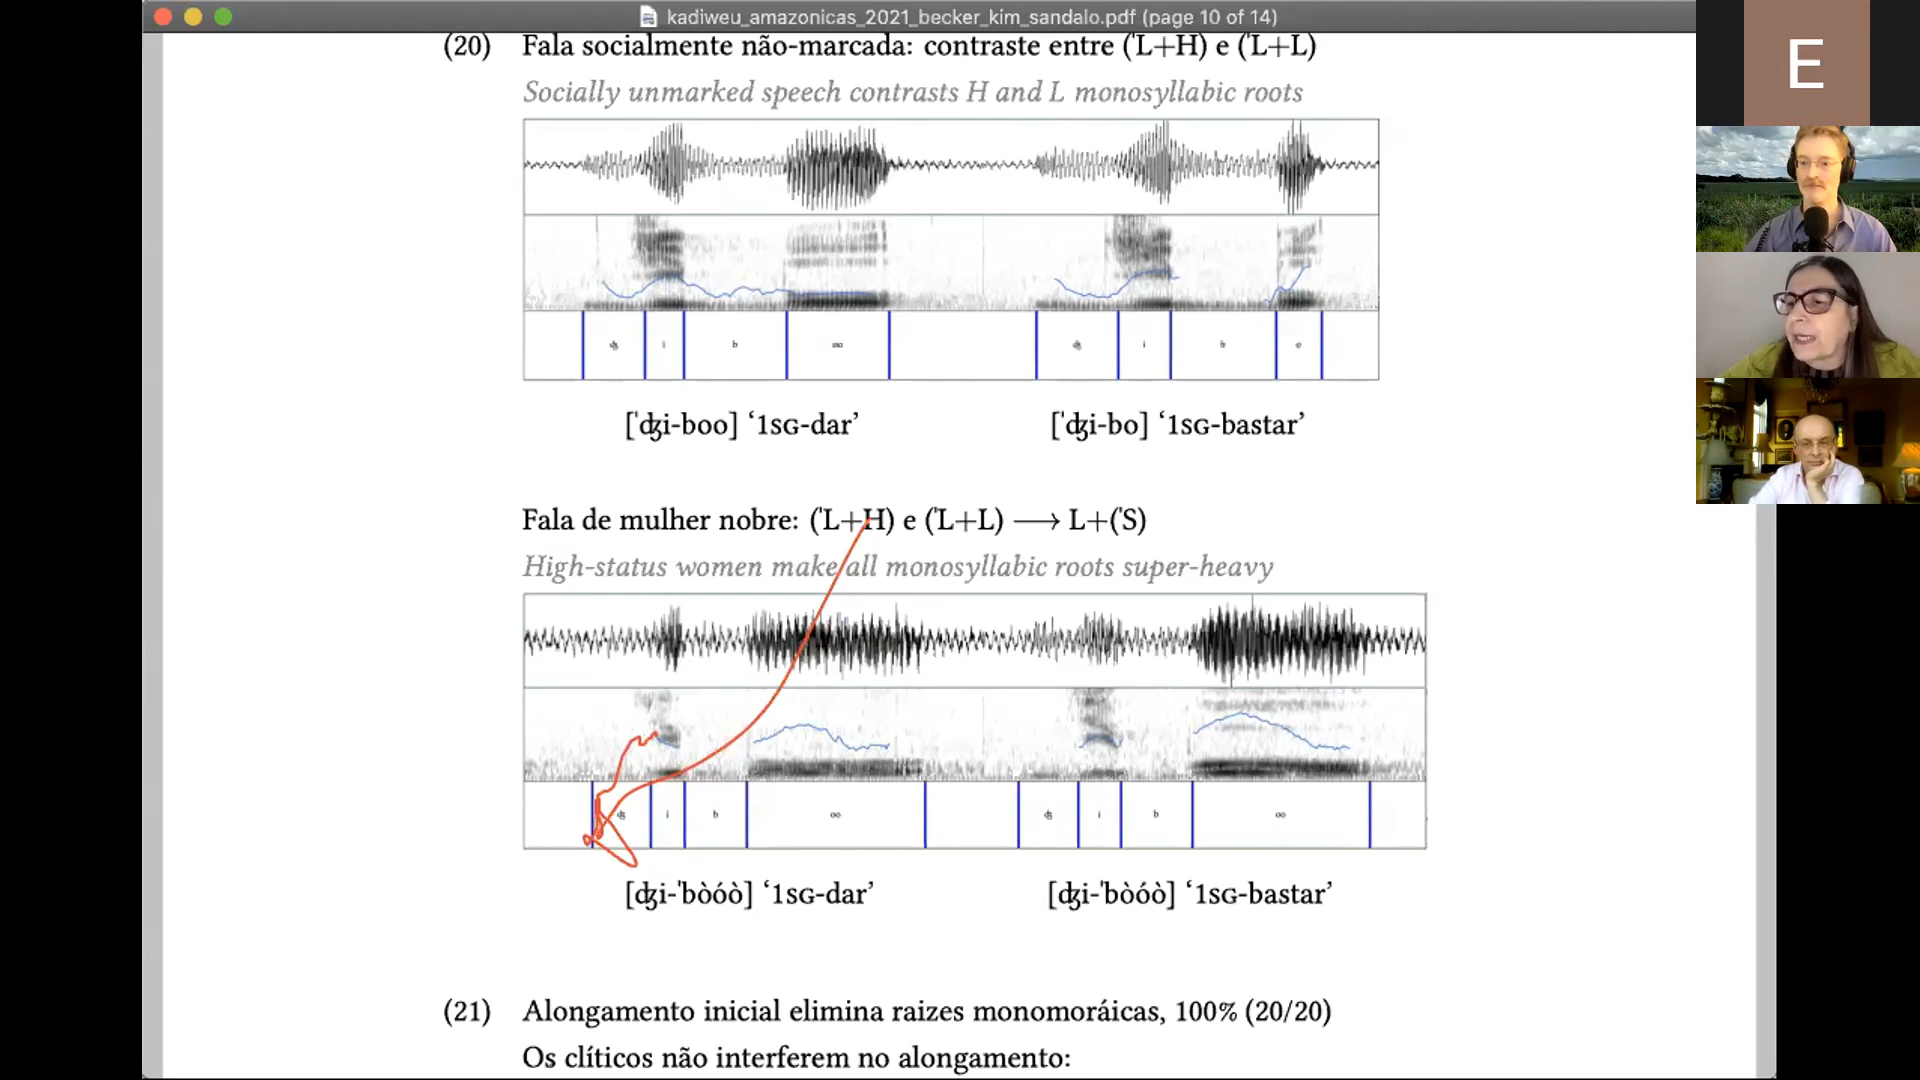 kadiweu_amazonicas_2021_becker_kim_sandalo.pdf (page 10 of 14)
E
(20) Fala socialmente não-marcada: contraste entre (ˈL+H) e (ˈL+L)
Socially unmarked speech contrasts H and L monosyllabic roots
ʤ i b oo ʤ i b o
[ˈʤi-boo] ‘1SG-dar’ [ˈʤi-bo] ‘1SG-bastar’
Fala de mulher nobre: (ˈL+H) e (ˈL+L) ⟶ L+(ˈS)
High-status women make all monosyllabic roots super-heavy
ʤ i b oo ʤ i b oo
[ʤi-ˈbòóò] ‘1SG-dar’ [ʤi-ˈbòóò] ‘1SG-bastar’
(21) Alongamento inicial elimina raizes monomoráicas, 100% (20/20)
Os clíticos não interferem no alongamento: